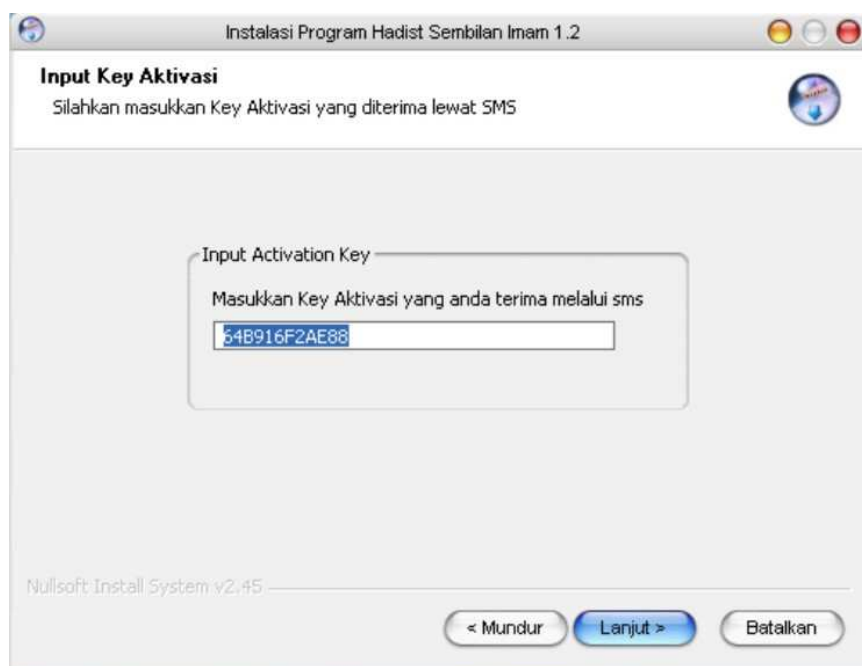 Instalasi Program Hadist Sembilan Imam 1.2
Input Key Aktivasi
Silahkan masukkan Key Aktivasi yang diterima lewat SMS
Input Activation Key
Masukkan Key Aktivasi yang anda terima melalui sms
64B916F2AE88
Nullsoft Install System v2.45
< Mundur Lanjut > Batalkan